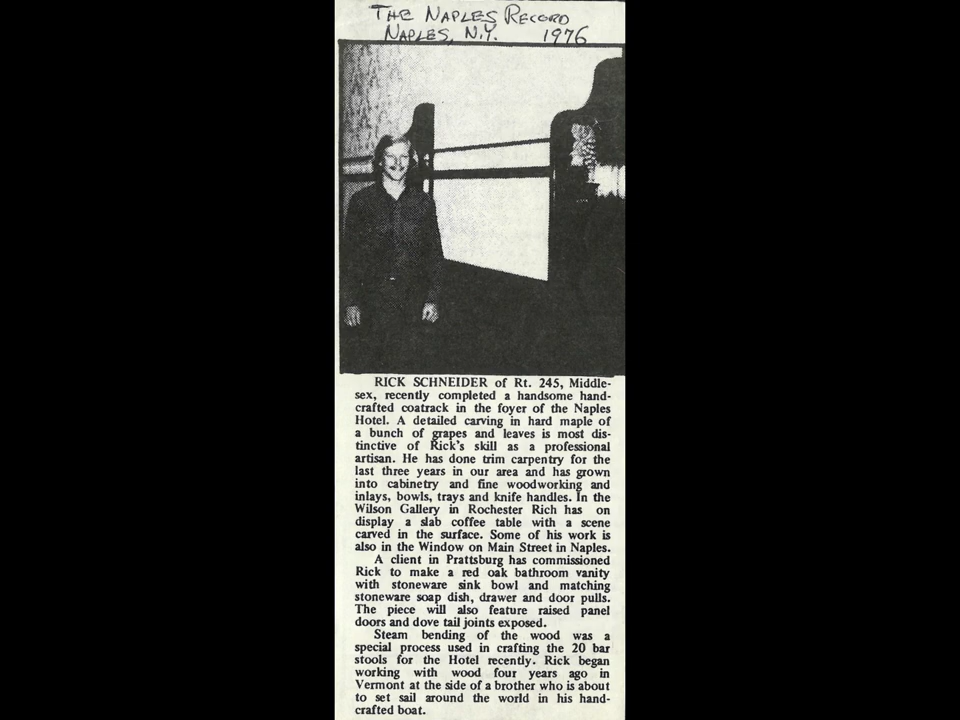 THE NAPLES RECORD
NAPLES, N.Y. 1976
RICK SCHNEIDER of Rt. 245, Middle-
sex, recently completed a handsome hand-
crafted coatrack in the foyer of the Naples
Hotel. A detailed carving in hard maple of
a bunch of grapes and leaves is most dis-
tinctive of Rick's skill as a professional
artisan. He has done trim carpentry for the
last three years in our area and has grown
into cabinetry and fine woodworking and
inlays, bowls, trays and knife handles. In the
Wilson Gallery in Rochester Rich has on
display a slab coffee table with a scene
carved in the surface. Some of his work is
also in the Window on Main Street in Naples.
A client in Prattsburg has commissioned
Rick to make a red oak bathroom vanity
with stoneware sink bowl and matching
stoneware soap dish, drawer and door pulls.
The piece will also feature raised panel
doors and dove tail joints exposed.
Steam bending of the wood was a
special process used in crafting the 20 bar
stools for the Hotel recently. Rick began
working with wood four years ago in
Vermont at the side of a brother who is about
to set sail around the world in his hand-
crafted boat.